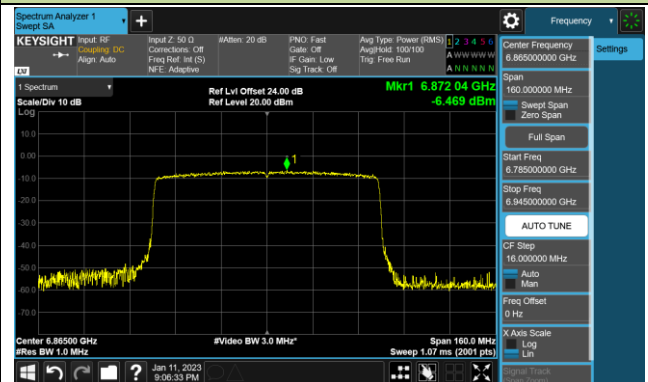 Spectrum Analyzer 1
Swept SA
Frequency
KEYSIGHT
Input: RF
Coupling: DC
Align: Auto
Input Z: 50 Ω
Corrections: Off
Freq Ref: Int (S)
NFE: Adaptive
#Atten: 20 dB
PNO: Fast
Gate: Off
IF Gain: Low
Sig Track: Off
Avg Type: Power (RMS)
Avg|Hold: 100/100
Trig: Free Run
1 2 3 4 5 6
A W W W W W
A N N N N N
LXI
Center Frequency
6.865000000 GHz
Settings
Span
160.000000 MHz
Swept Span
Zero Span
Full Span
Start Freq
6.785000000 GHz
Stop Freq
6.945000000 GHz
AUTO TUNE
CF Step
16.000000 MHz
Auto
Man
Freq Offset
0 Hz
X Axis Scale
Log
Lin
Signal Track
1 Spectrum
Scale/Div 10 dB
Log
Ref Lvl Offset 24.00 dB
Ref Level 20.00 dBm
Mkr1 6.872 04 GHz
-6.469 dBm
1
10.0
0.00
-10.0
-20.0
-30.0
-40.0
-50.0
-60.0
-70.0
Center 6.86500 GHz
#Res BW 1.0 MHz
#Video BW 3.0 MHz*
Span 160.0 MHz
Sweep 1.07 ms (2001 pts)
Jan 11, 2023
9:06:33 PM